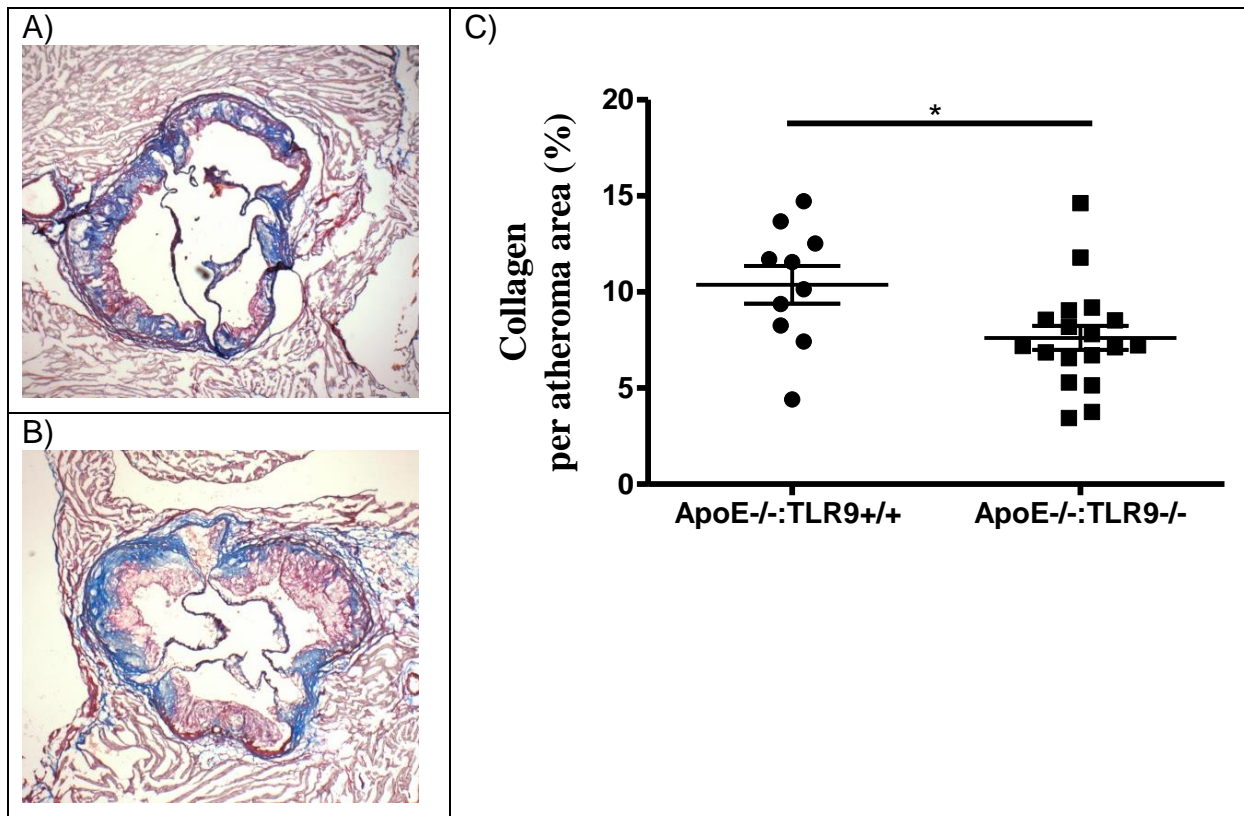 A)
B)
C)
Collagen
per atheroma area (%)
20
15
10
5
0
*
ApoE-/-:TLR9+/+
ApoE-/-:TLR9-/-